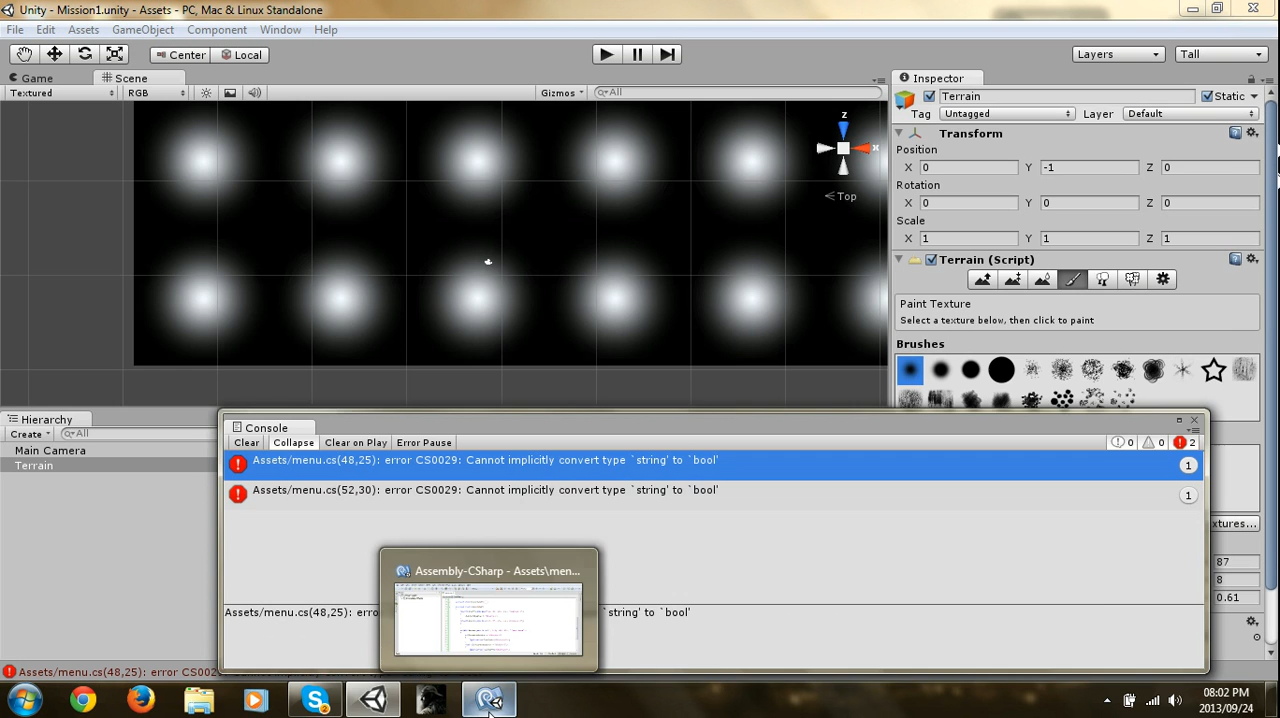 Unity - Mission1.unity - Assets - PC, Mac & Linux Standalone
File Edit Assets GameObject Component Window Help
Center Local Layers Tall
Game Scene Inspector
Textured RGB Gizmos All
Terrain Static
Tag Untagged Layer Default
Transform
Position
X 0 Y -1 Z 0
Rotation
X 0 Y 0 Z 0
Scale
X 1 Y 1 Z 1
z
x
Top
Terrain (Script)
Paint Texture
Select a texture below, then click to paint
Brushes
Hierarchy
Create All
Main Camera
Terrain
Console
Clear Collapse Clear on Play Error Pause 0 0 2
Assets/menu.cs(48,25): error CS0029: Cannot implicitly convert type `string' to `bool' 1
Assets/menu.cs(52,30): error CS0029: Cannot implicitly convert type `string' to `bool' 1
extures...
87
8
0.61
Assembly-CSharp - Assets\men...
Assets/menu.cs(48,25): erro `string' to `bool'
Assets/menu.cs(48,25): error CS002
08:02 PM
2013/09/24